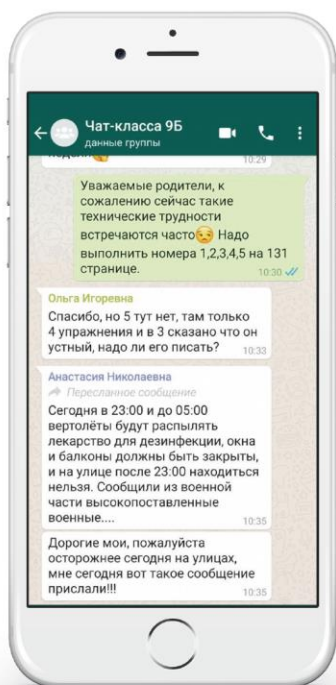 Чат-класса 9Б
данные группы
10:29
Уважаемые родители, к
сожалению сейчас такие
технические трудности
встречаются часто😒 Надо
выполнить номера 1,2,3,4,5 на 131
странице.
10:30
Ольга Игоревна
Спасибо, но 5 тут нет, там только
4 упражнения и в 3 сказано что он
устный, надо ли его писать?
10:33
Анастасия Николаевна
Пересланное сообщение
Сегодня в 23:00 и до 05:00
вертолёты будут распылять
лекарство для дезинфекции, окна
и балконы должны быть закрыты,
и на улице после 23:00 находиться
нельзя. Сообщили из военной
части высокопоставленные
военные....
10:35
Дорогие мои, пожалуйста
осторожнее сегодня на улицах,
мне сегодня вот такое сообщение
прислали!!!
10:35